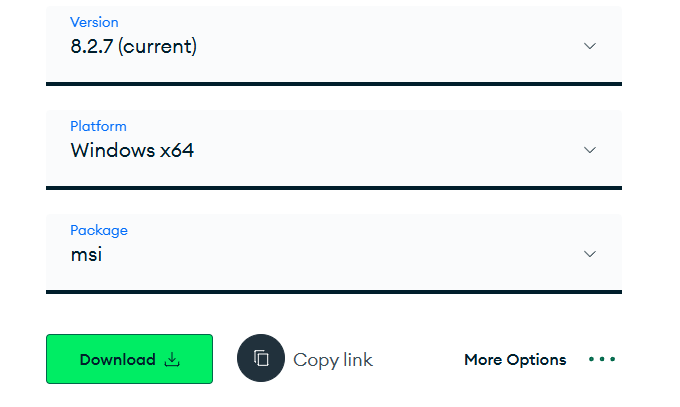 Version
8.2.7 (current)
Platform
Windows x64
Package
msi
Download
Copy link
More Options